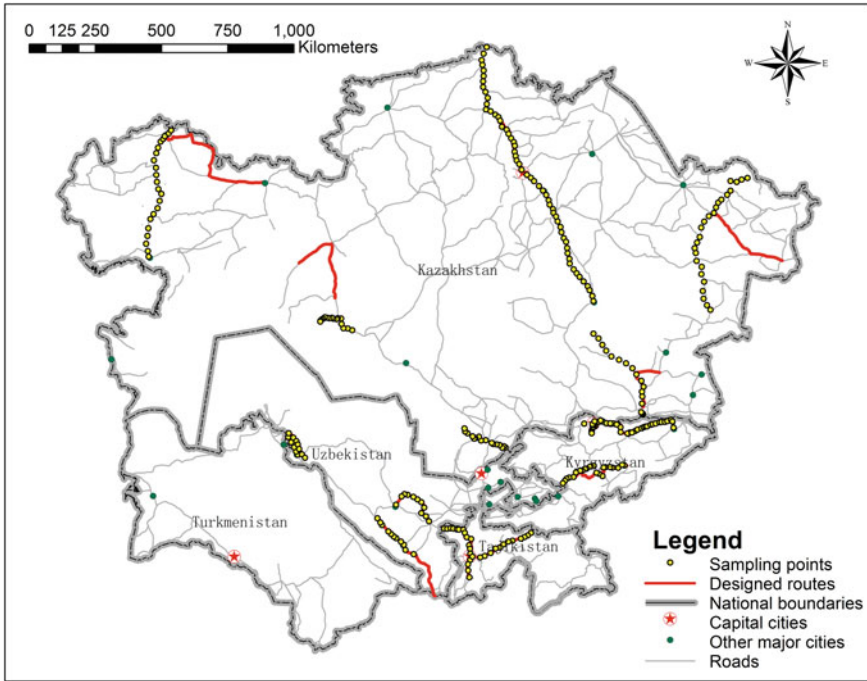 0 125 250 500 750 1,000
Kilometers
N
W E
S
Kazakhstan
Uzbekistan
Kyrgyzstan
Turkmenistan
Tajikistan
Legend
Sampling points
Designed routes
National boundaries
Capital cities
Other major cities
Roads